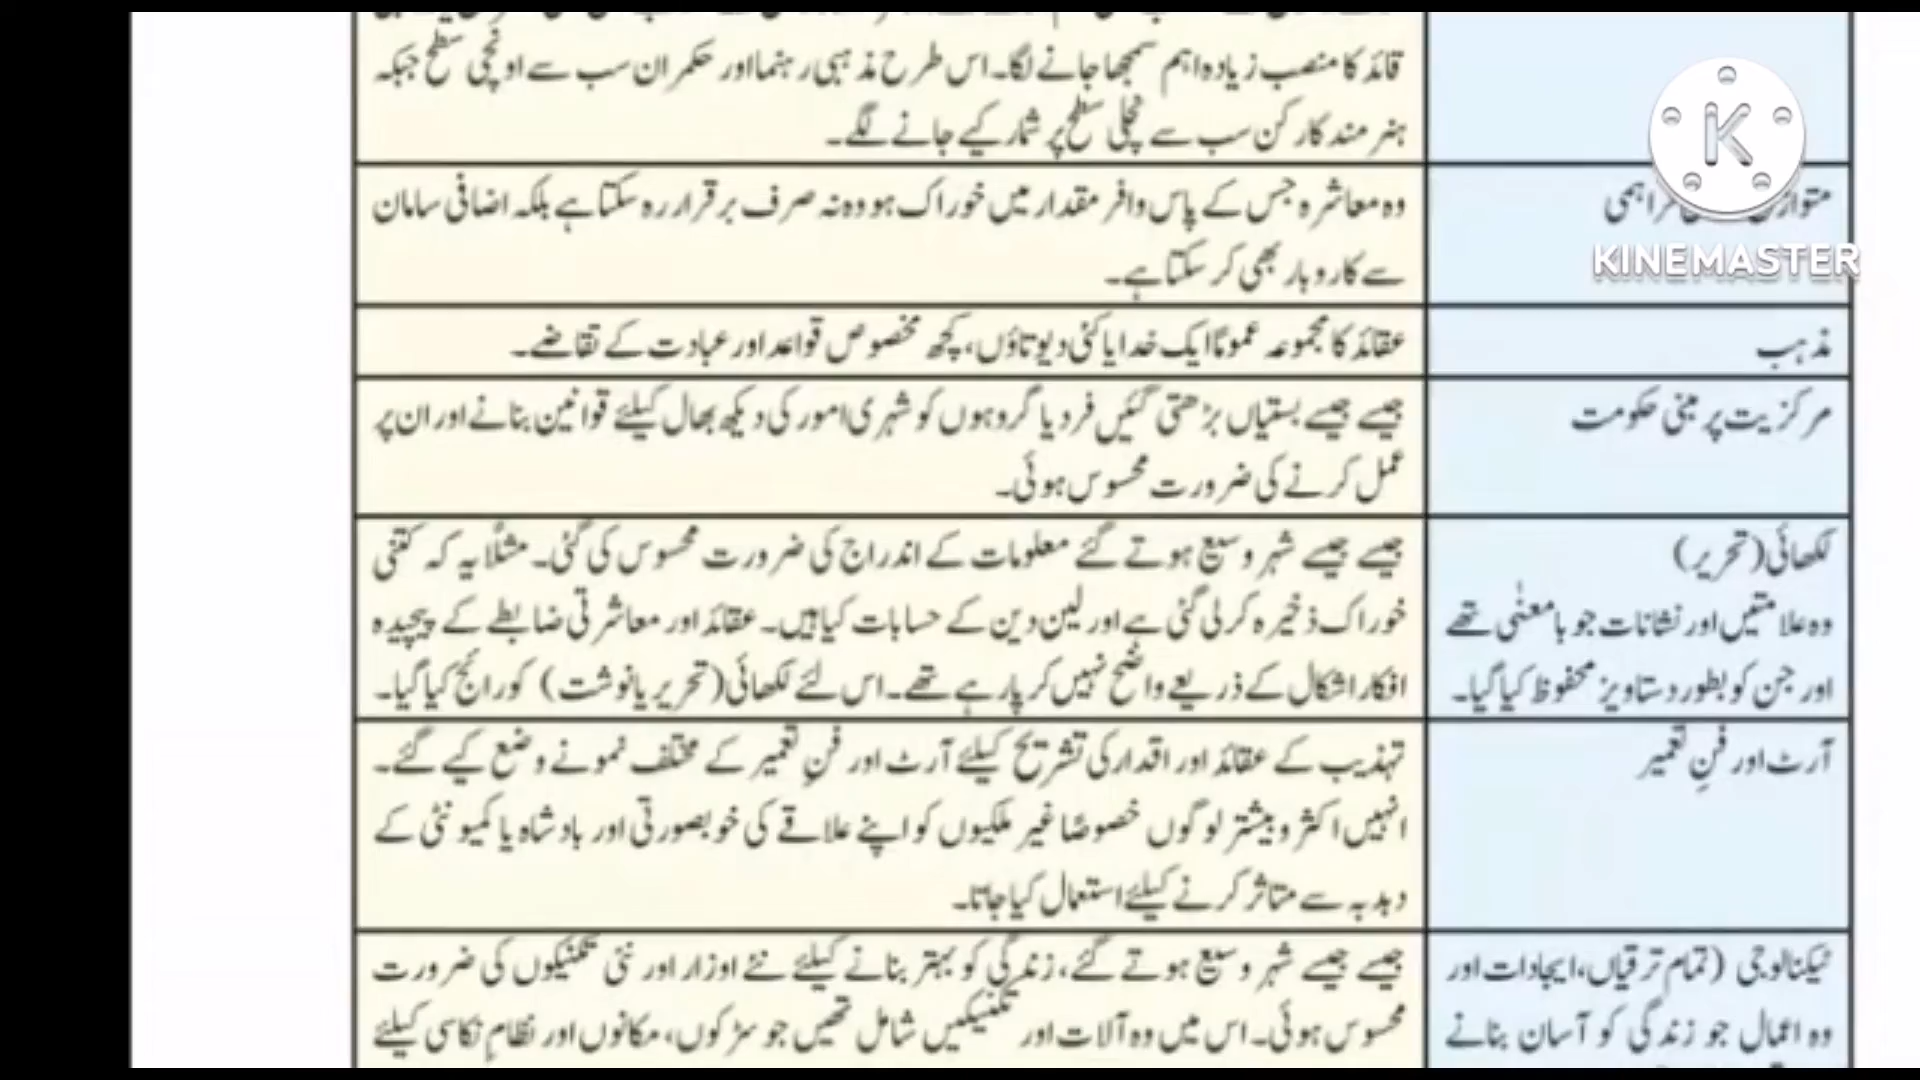 قائد کا منصب زیادہ اہم سمجھا جانے لگا۔ اس طرح مذہبی رہنما اور حکمران سب سے اونچی سطح جبکہ
ہنر مند کارکن سب سے نچلی سطح پر شمار کیے جانے لگے۔
متوازن
وہ معاشرہ جس کے پاس وافر مقدار میں خوراک ہو وہ نہ صرف برقرار رہ سکتا ہے بلکہ اضافی سامان
سے کاروبار بھی کر سکتا ہے۔
مذہب
عقائد کا مجموعہ عموماً ایک خدا یا کئی دیوتاؤں، کچھ مخصوص قواعد اور عبادت کے تقاضے۔
مرکزیت پر مبنی حکومت
جیسے جیسے بستیاں بڑھتی گئیں فرد یا گروہوں کو شہری امور کی دیکھ بھال کیلئے قوانین بنانے اور ان پر
عمل کرنے کی ضرورت محسوس ہوئی۔
لکھائی (تحریر)
وہ علامتیں اور نشانات جو بامعنٰی تھے
اور جن کو بطور دستاویز محفوظ کیا گیا۔
جیسے جیسے شہر وسیع ہوتے گئے معلومات کے اندراج کی ضرورت محسوس کی گئی۔ مثلاً یہ کہ کتنی
خوراک ذخیرہ کر لی گئی ہے اور لین دین کے حسابات کیا ہیں۔ عقائد اور معاشرتی ضابطے کے پیچیدہ
افکار اشکال کے ذریعے واضح نہیں کر پا رہے تھے۔ اس لئے لکھائی (تحریر یا نوشت) کو رائج کیا گیا۔
آرٹ اور فنِ تعمیر
تہذیب کے عقائد اور اقدار کی تشریح کیلئے آرٹ اور فنِ تعمیر کے مختلف نمونے وضع کیے گئے۔
انہیں اکثر و بیشتر لوگوں خصوصًا غیر ملکیوں کو اپنے علاقے کی خوبصورتی اور بادشاہ یا کمیونٹی کے
دبدبہ سے متاثر کرنے کیلئے استعمال کیا جاتا۔
ٹیکنالوجی (تمام ترقیاں، ایجادات اور
وہ اعمال جو زندگی کو آسان بنانے
جیسے جیسے شہر وسیع ہوتے گئے، زندگی کو بہتر بنانے کیلئے نئے اوزار اور نئی تکنیکوں کی ضرورت
محسوس ہوئی۔ اس میں وہ آلات اور تکنیکیں شامل تھیں جو سڑکوں، مکانوں اور نظامِ نکاسی کیلئے
K
KINEMASTER